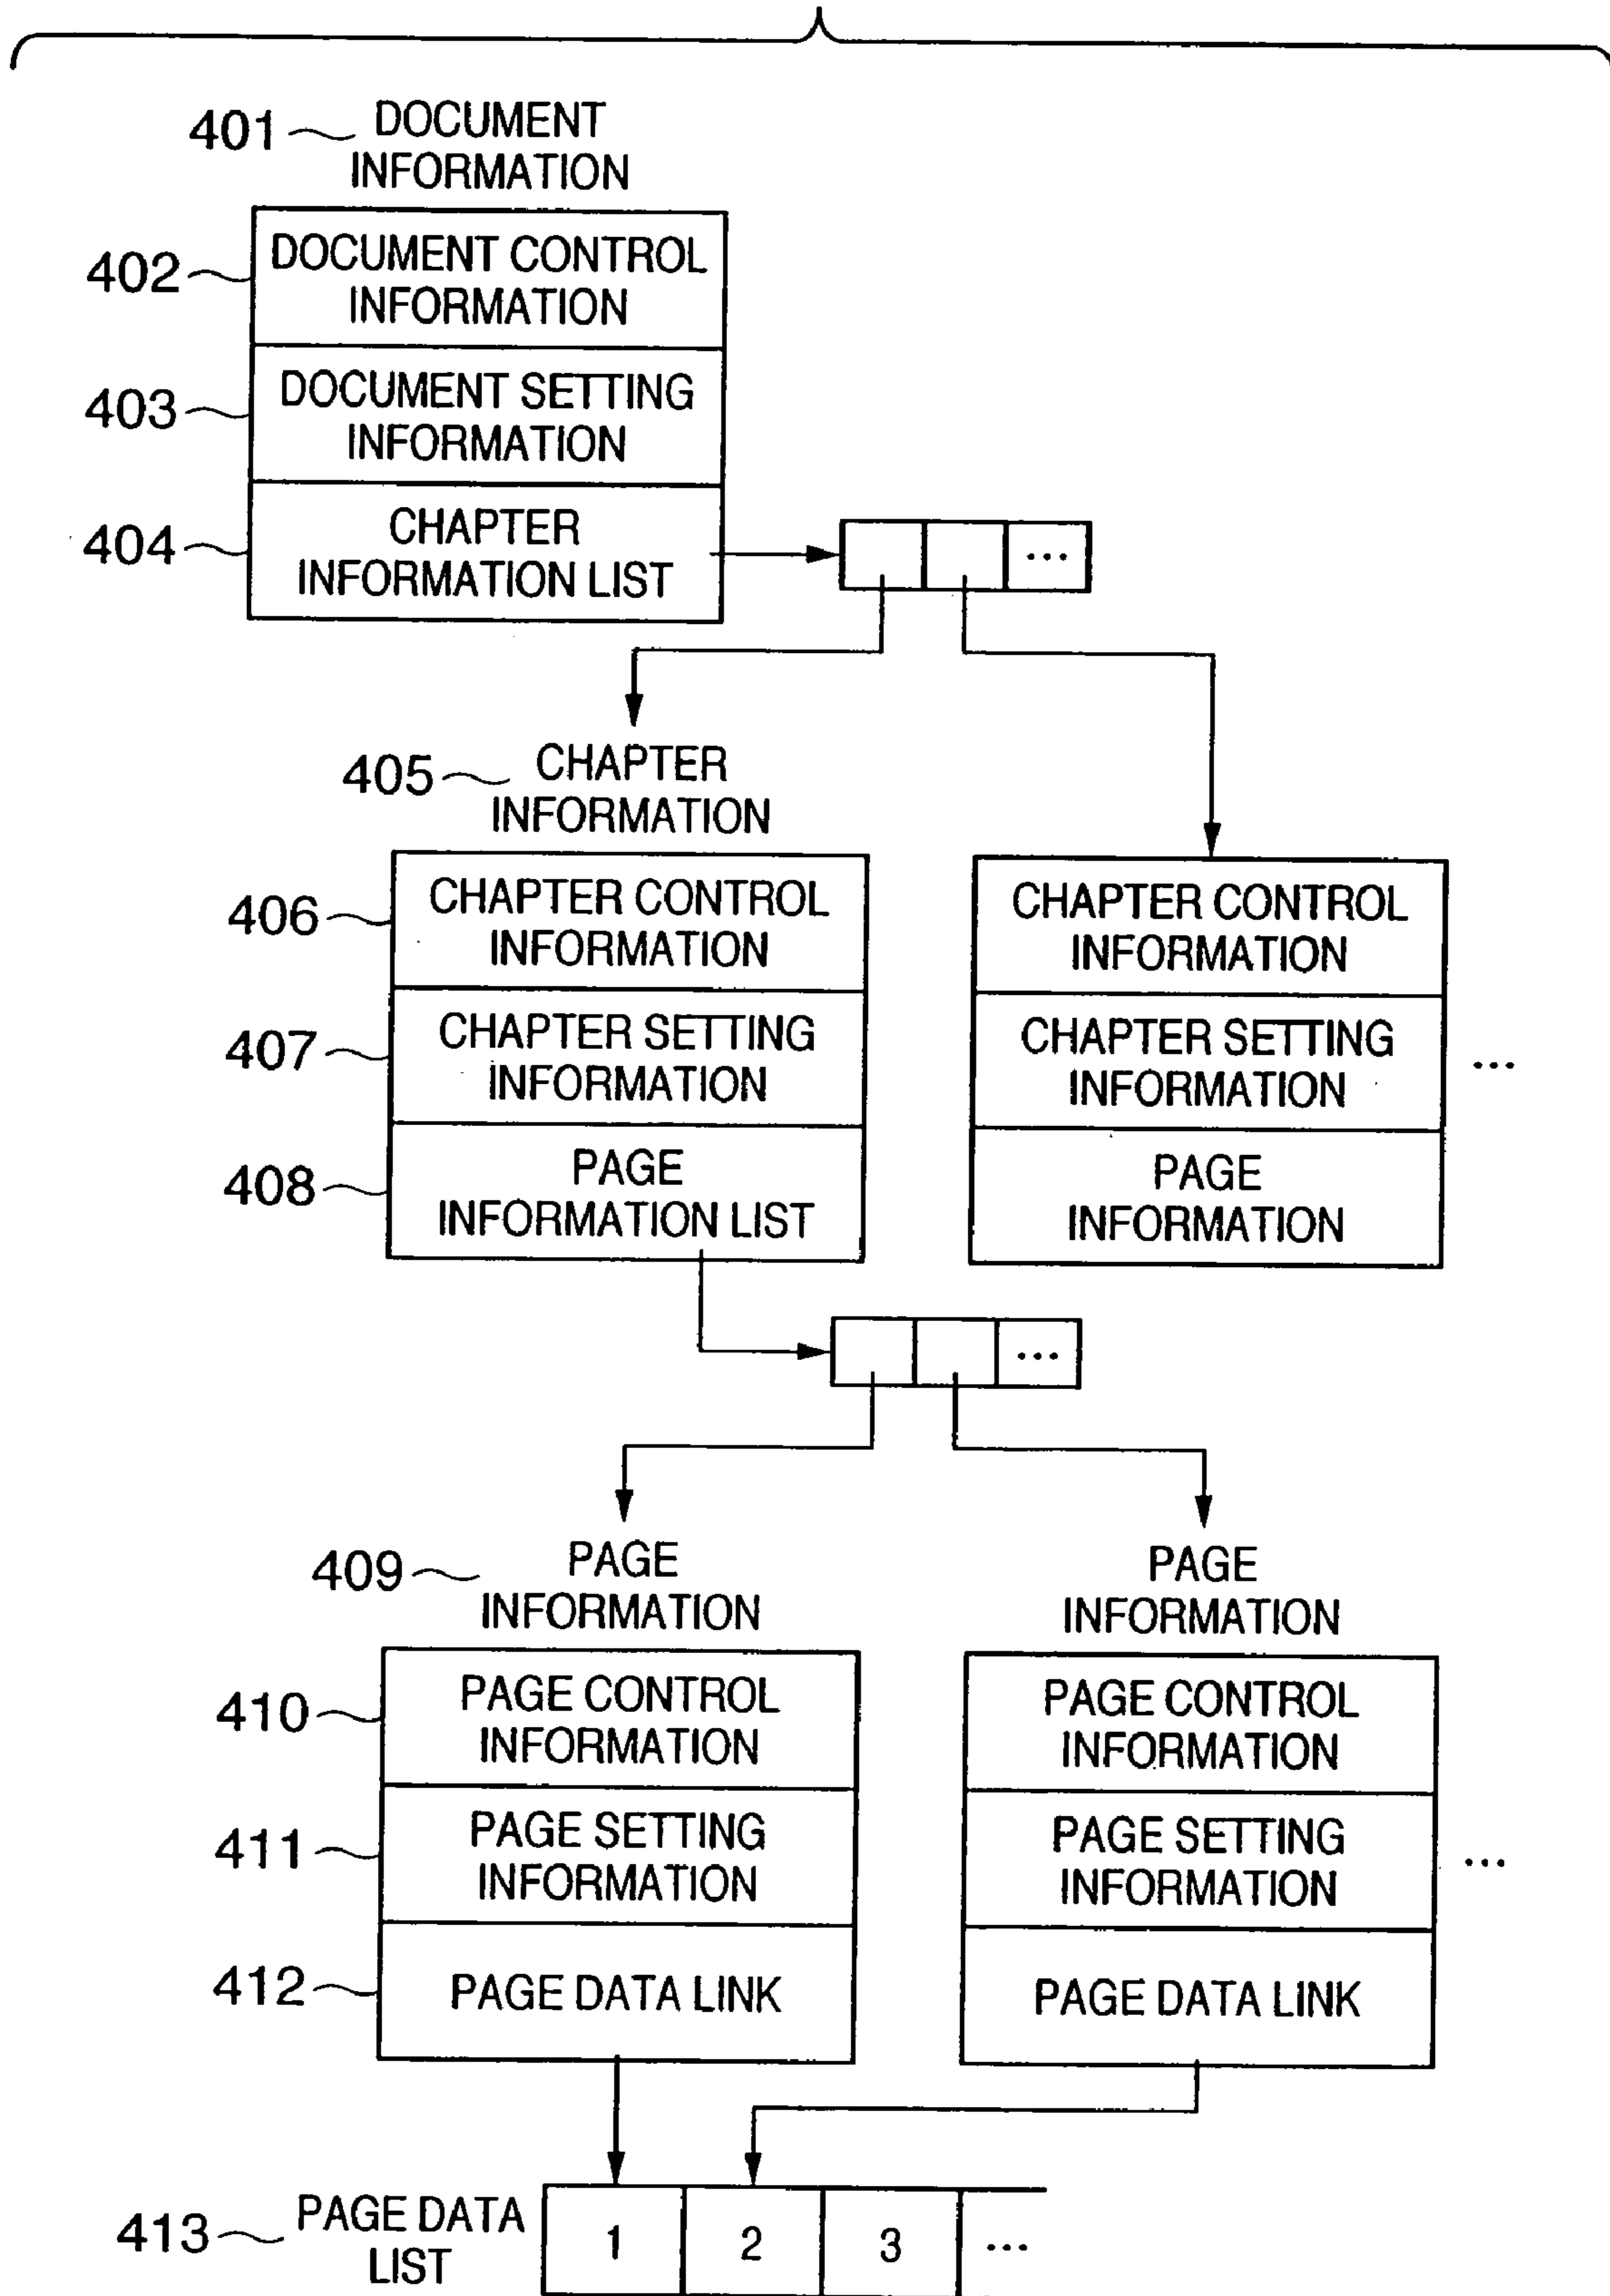 401 DOCUMENT
INFORMATION
402 DOCUMENT CONTROL
INFORMATION
403 DOCUMENT SETTING
INFORMATION
404 CHAPTER
INFORMATION LIST
...
405 CHAPTER
INFORMATION
406 CHAPTER CONTROL
INFORMATION
407 CHAPTER SETTING
INFORMATION
408 PAGE
INFORMATION LIST
CHAPTER CONTROL
INFORMATION
CHAPTER SETTING
INFORMATION
...
PAGE
INFORMATION
...
409 PAGE
INFORMATION
410 PAGE CONTROL
INFORMATION
411 PAGE SETTING
INFORMATION
412 PAGE DATA LINK
PAGE
INFORMATION
PAGE CONTROL
INFORMATION
PAGE SETTING
INFORMATION
...
PAGE DATA LINK
413 PAGE DATA
LIST
1 2 3 ...